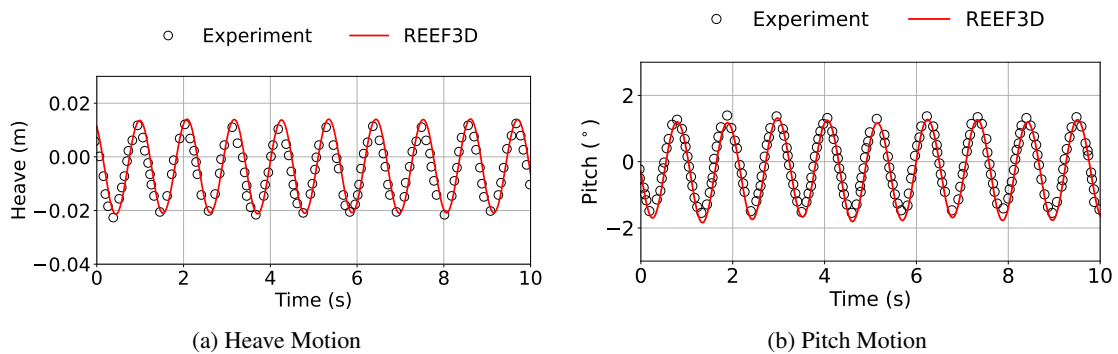 Experiment REEF3D
0.02
0.00
−0.02
−0.04
Heave (m)
0 2 4 6 8 10
Time (s)
(a) Heave Motion
Experiment REEF3D
2
0
−2
Pitch (°)
0 2 4 6 8 10
Time (s)
(b) Pitch Motion